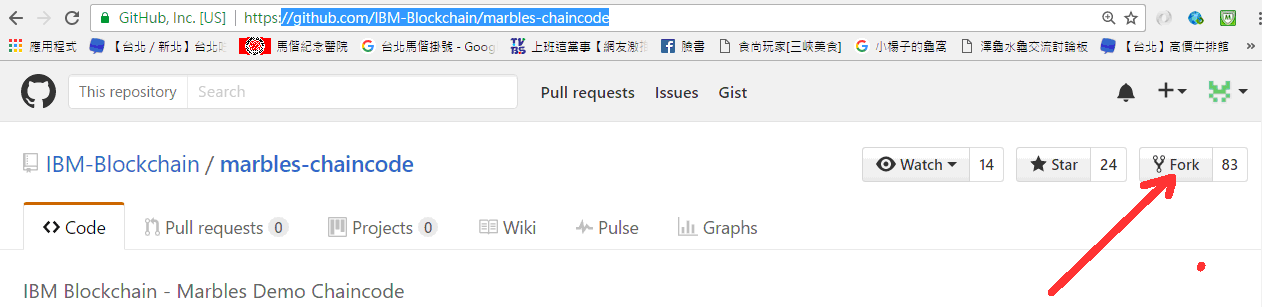 GitHub, Inc. [US] | https://github.com/IBM-Blockchain/marbles-chaincode
應用程式 【台北 / 新北】台北吃 馬偕紀念醫院 台北馬偕掛號 - Goog TVBS 上班這黨事【網友激推 臉書 食尚玩家[三峽美食] 小楊子的龜窩 澤龜水龜交流討論板 【台北】高價牛排館 »
This repository Search Pull requests Issues Gist
IBM-Blockchain / marbles-chaincode Watch 14 Star 24 Fork 83
Code Pull requests 0 Projects 0 Wiki Pulse Graphs
IBM Blockchain - Marbles Demo Chaincode